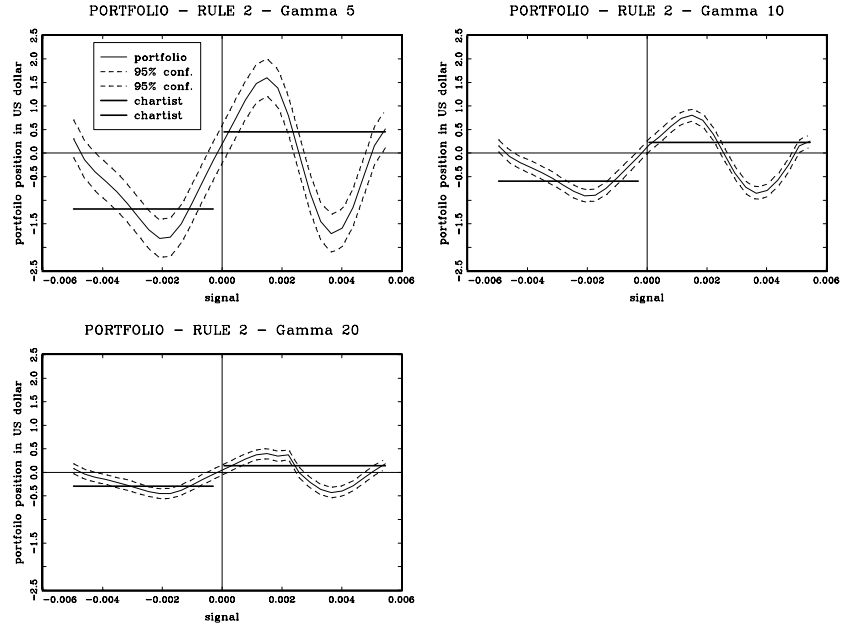 PORTFOLIO - RULE 2 - Gamma 5
portfoilo position in US dollar
2.5
2.0
1.5
1.0
0.5
0.0
-0.5
-1.5
-2.5
portfolio
95% conf.
95% conf.
chartist
chartist
-0.006 -0.004 -0.002 0.000 0.002 0.004 0.006
signal
PORTFOLIO - RULE 2 - Gamma 10
portfoilo position in US dollar
2.5
2.0
1.5
1.0
0.5
0.0
-0.5
-1.5
-2.5
-0.006 -0.004 -0.002 0.000 0.002 0.004 0.006
signal
PORTFOLIO - RULE 2 - Gamma 20
portfoilo position in US dollar
2.5
2.0
1.5
1.0
0.5
0.0
-0.5
-1.5
-2.5
-0.006 -0.004 -0.002 0.000 0.002 0.004 0.006
signal